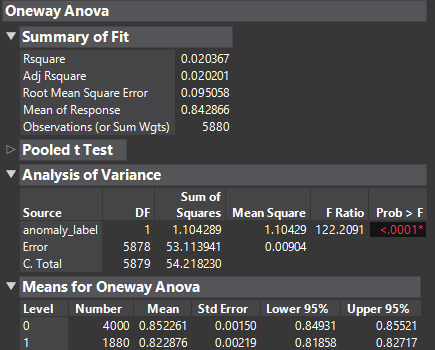 Oneway Anova
Summary of Fit
Rsquare 0.020367
Adj Rsquare 0.020201
Root Mean Square Error 0.095058
Mean of Response 0.842866
Observations (or Sum Wgts) 5880
Pooled t Test
Analysis of Variance
Sum of
Source DF Squares Mean Square F Ratio Prob > F
anomaly_label 1 1.104289 1.10429 122.2091 <.0001*
Error 5878 53.113941 0.00904
C. Total 5879 54.218230
Means for Oneway Anova
Level Number Mean Std Error Lower 95% Upper 95%
0 4000 0.852261 0.00150 0.84931 0.85521
1 1880 0.822876 0.00219 0.81858 0.82717